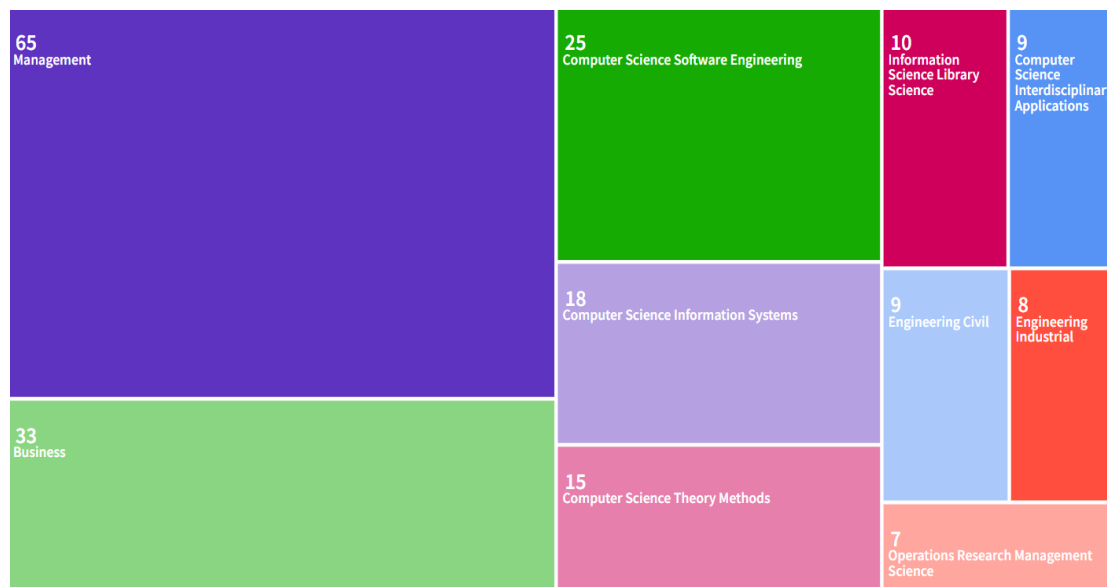 65
Management
33
Business
25
Computer Science Software Engineering
18
Computer Science Information Systems
15
Computer Science Theory Methods
10
Information
Science Library
Science
9
Computer
Science
Interdisciplinar
Applications
9
Engineering Civil
8
Engineering
Industrial
7
Operations Research Management
Science